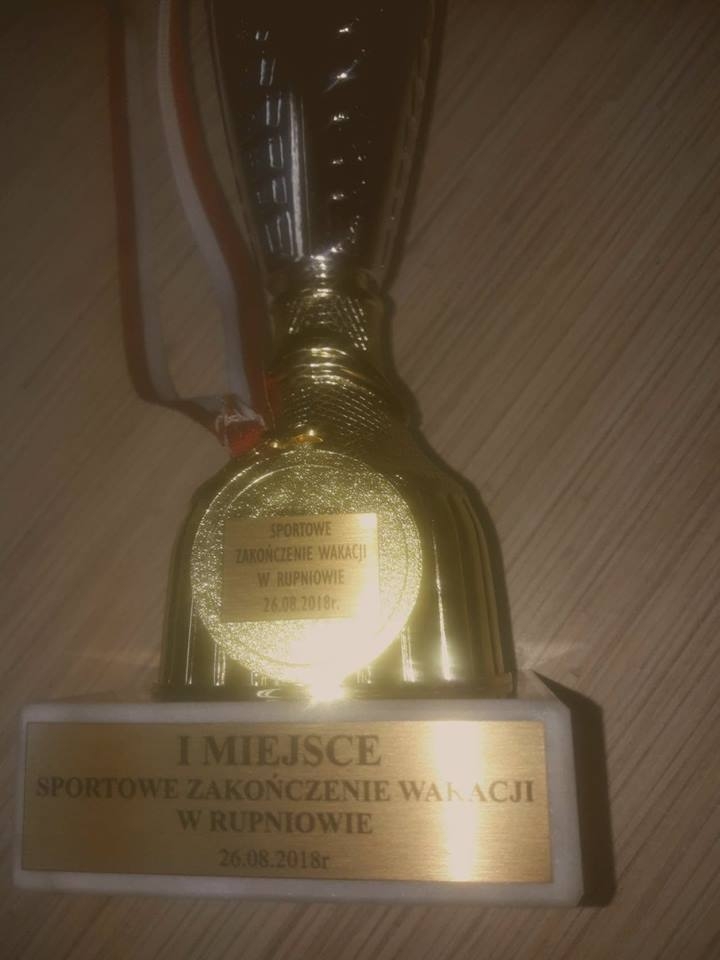 SPORTOWE
ZAKOŃCZENIE WAKACJI
W RUPNIOWIE
26.08.2018r.
I MIEJSCE
SPORTOWE ZAKOŃCZENIE WAKACJI
W RUPNIOWIE
26.08.2018r